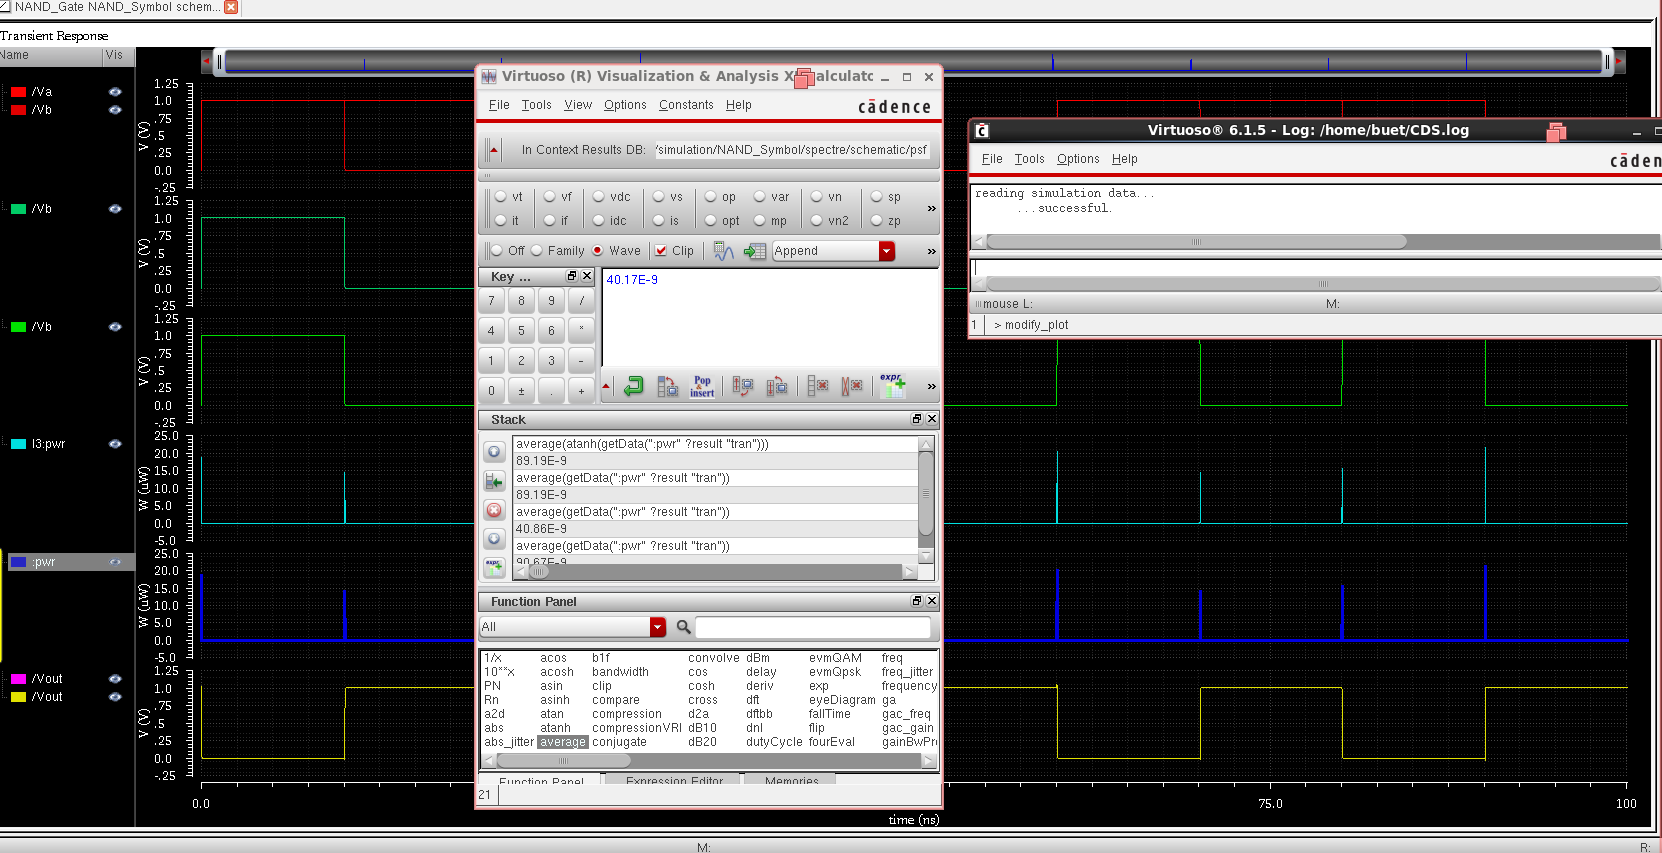 NAND_Gate NAND_Symbol schem...
Transient Response
Name Vis
/Va
/Vb
/Vb
/Vb
I3:pwr
:pwr
/Vout
/Vout
V (V)
1.25
1.0
.75
.5
.25
0.0
-.25
V (V)
1.25
1.0
.75
.5
.25
0.0
-.25
V (V)
1.25
1.0
.75
.5
.25
0.0
-.25
W (uW)
25.0
20.0
15.0
10.0
5.0
0.0
-5.0
W (uW)
25.0
20.0
15.0
10.0
5.0
0.0
-5.0
V (V)
1.25
1.0
.75
.5
.25
0.0
-.25
0.0 75.0 100
time (ns)
M: R:
Virtuoso (R) Visualization & Analysis X
File Tools View Options Constants Help
cādence
In Context Results DB: /simulation/NAND_Symbol/spectre/schematic/psf
vt vf vdc vs op var vn sp »
it if idc is opt mp vn2 zp
Off Family Wave Clip Append »
Key ...
7 8 9 /
4 5 6 *
1 2 3 -
0 ± . +
40.17E-9
Pop insert
expr
»
Stack
average(atanh(getData(":pwr" ?result "tran")))
89.19E-9
average(getData(":pwr" ?result "tran"))
89.19E-9
average(getData(":pwr" ?result "tran"))
40.86E-9
average(getData(":pwr" ?result "tran"))
90.67E-9
expr
Function Panel
All
1/x acos b1f convolve dBm evmQAM freq
10**x acosh bandwidth cos delay evmQpsk freq_jitter
PN asin clip cosh deriv exp frequency
Rn asinh compare cross dft eyeDiagram ga
a2d atan compression d2a dftbb fallTime gac_freq
abs atanh compressionVRI dB10 dnl flip gac_gain
abs_jitter average conjugate dB20 dutyCycle fourEval gainBwPr
Function Panel Expression Editor Memories
21
Virtuoso® 6.1.5 - Log: /home/buet/CDS.log
File Tools Options Help
cāden
reading simulation data...
...successful.
mouse L: M:
1 > modify_plot